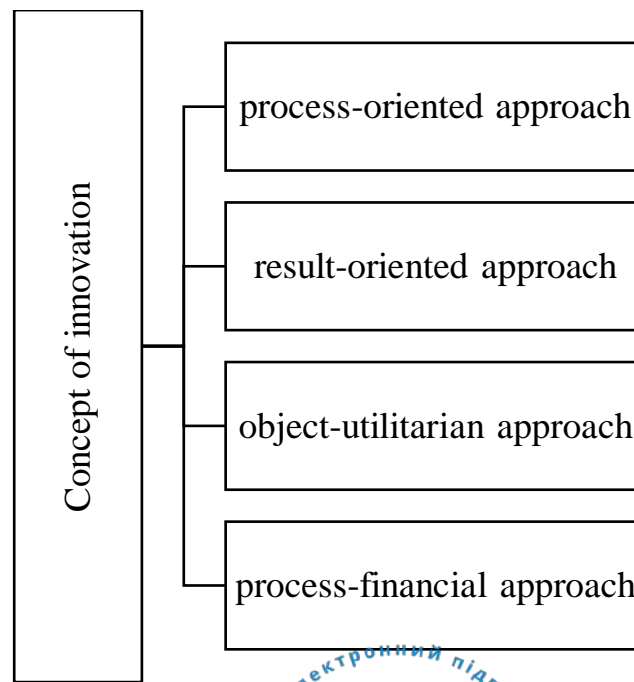 Concept of innovation
process-oriented approach
result-oriented approach
object-utilitarian approach
process-financial approach